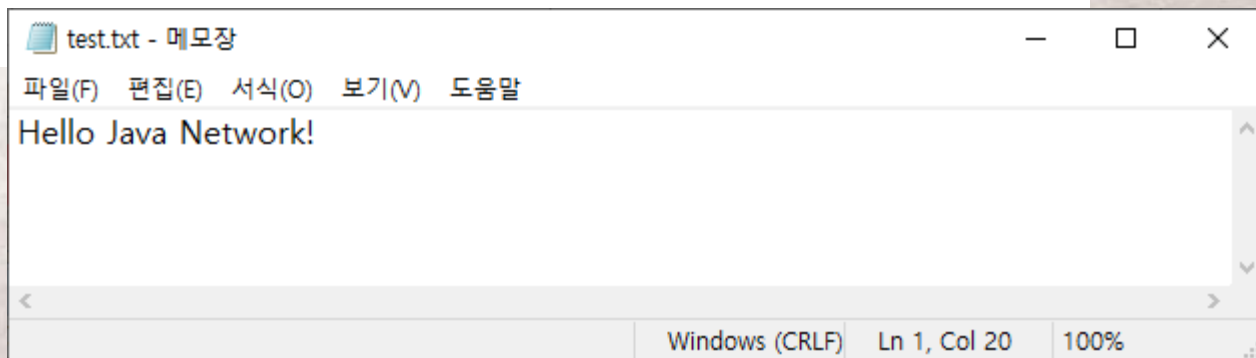 test.txt - 메모장
파일(F) 편집(E) 서식(O) 보기(V) 도움말
Hello Java Network!
Windows (CRLF) Ln 1, Col 20 100%